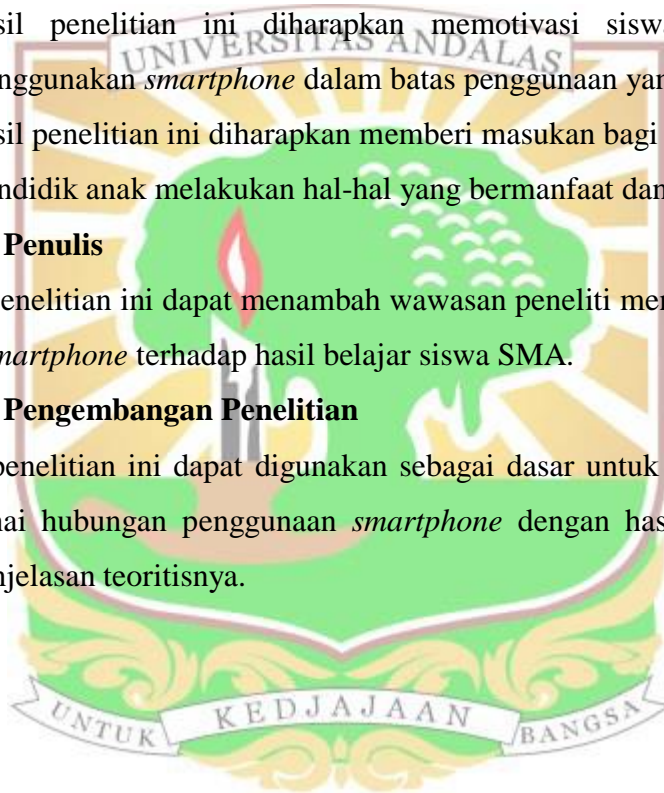 sil penelitian ini diharapkan memotivasi sisw
UNIVERSITAS ANDALAS
nggunakan smartphone dalam batas penggunaan yan
sil penelitian ini diharapkan memberi masukan bagi
ndidik anak melakukan hal-hal yang bermanfaat dan
Penulis
enelitian ini dapat menambah wawasan peneliti men
martphone terhadap hasil belajar siswa SMA.
Pengembangan Penelitian
penelitian ini dapat digunakan sebagai dasar untuk
nai hubungan penggunaan smartphone dengan has
njelasan teoritisnya.
UNTUK KEDJAJAAN BANGSA